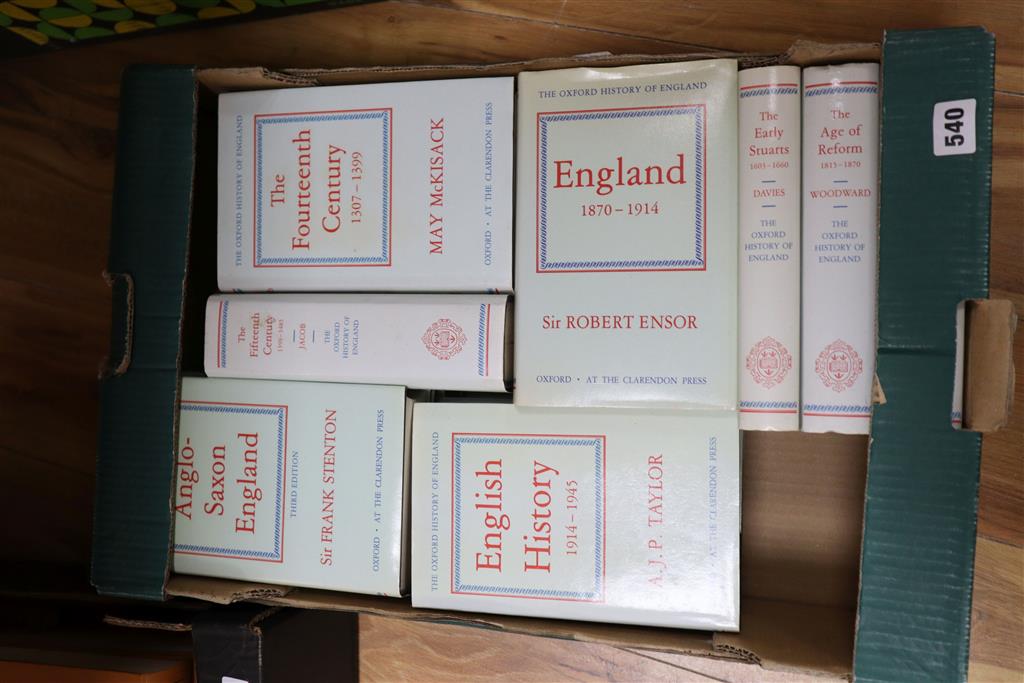 THE OXFORD HISTORY OF ENGLAND
The
Fourteenth
Century
1307 – 1399
MAY McKISACK
OXFORD · AT THE CLARENDON PRESS
THE OXFORD HISTORY OF ENGLAND
England
1870 – 1914
Sir ROBERT ENSOR
OXFORD · AT THE CLARENDON PRESS
The
Early
Stuarts
1603–1660
DAVIES
THE
OXFORD
HISTORY OF
ENGLAND
The
Age of
Reform
1815–1870
WOODWARD
THE
OXFORD
HISTORY OF
ENGLAND
540
The
Fifteenth
Century
1399–1485
JACOB
THE
OXFORD
HISTORY OF
ENGLAND
Anglo-
Saxon
England
THIRD EDITION
Sir FRANK STENTON
OXFORD · AT THE CLARENDON PRESS
THE OXFORD HISTORY OF ENGLAND
English
History
1914 – 1945
A.J.P. TAYLOR
AT THE CLARENDON PRESS